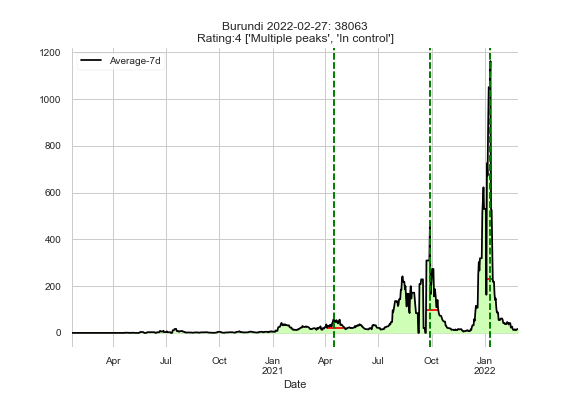 Burundi 2022-02-27: 38063
Rating:4 ['Multiple peaks', 'In control']
1200
1000
800
600
400
200
0
Average-7d
Apr Jul Oct Jan Apr Jul Oct Jan
2021 2022
Date